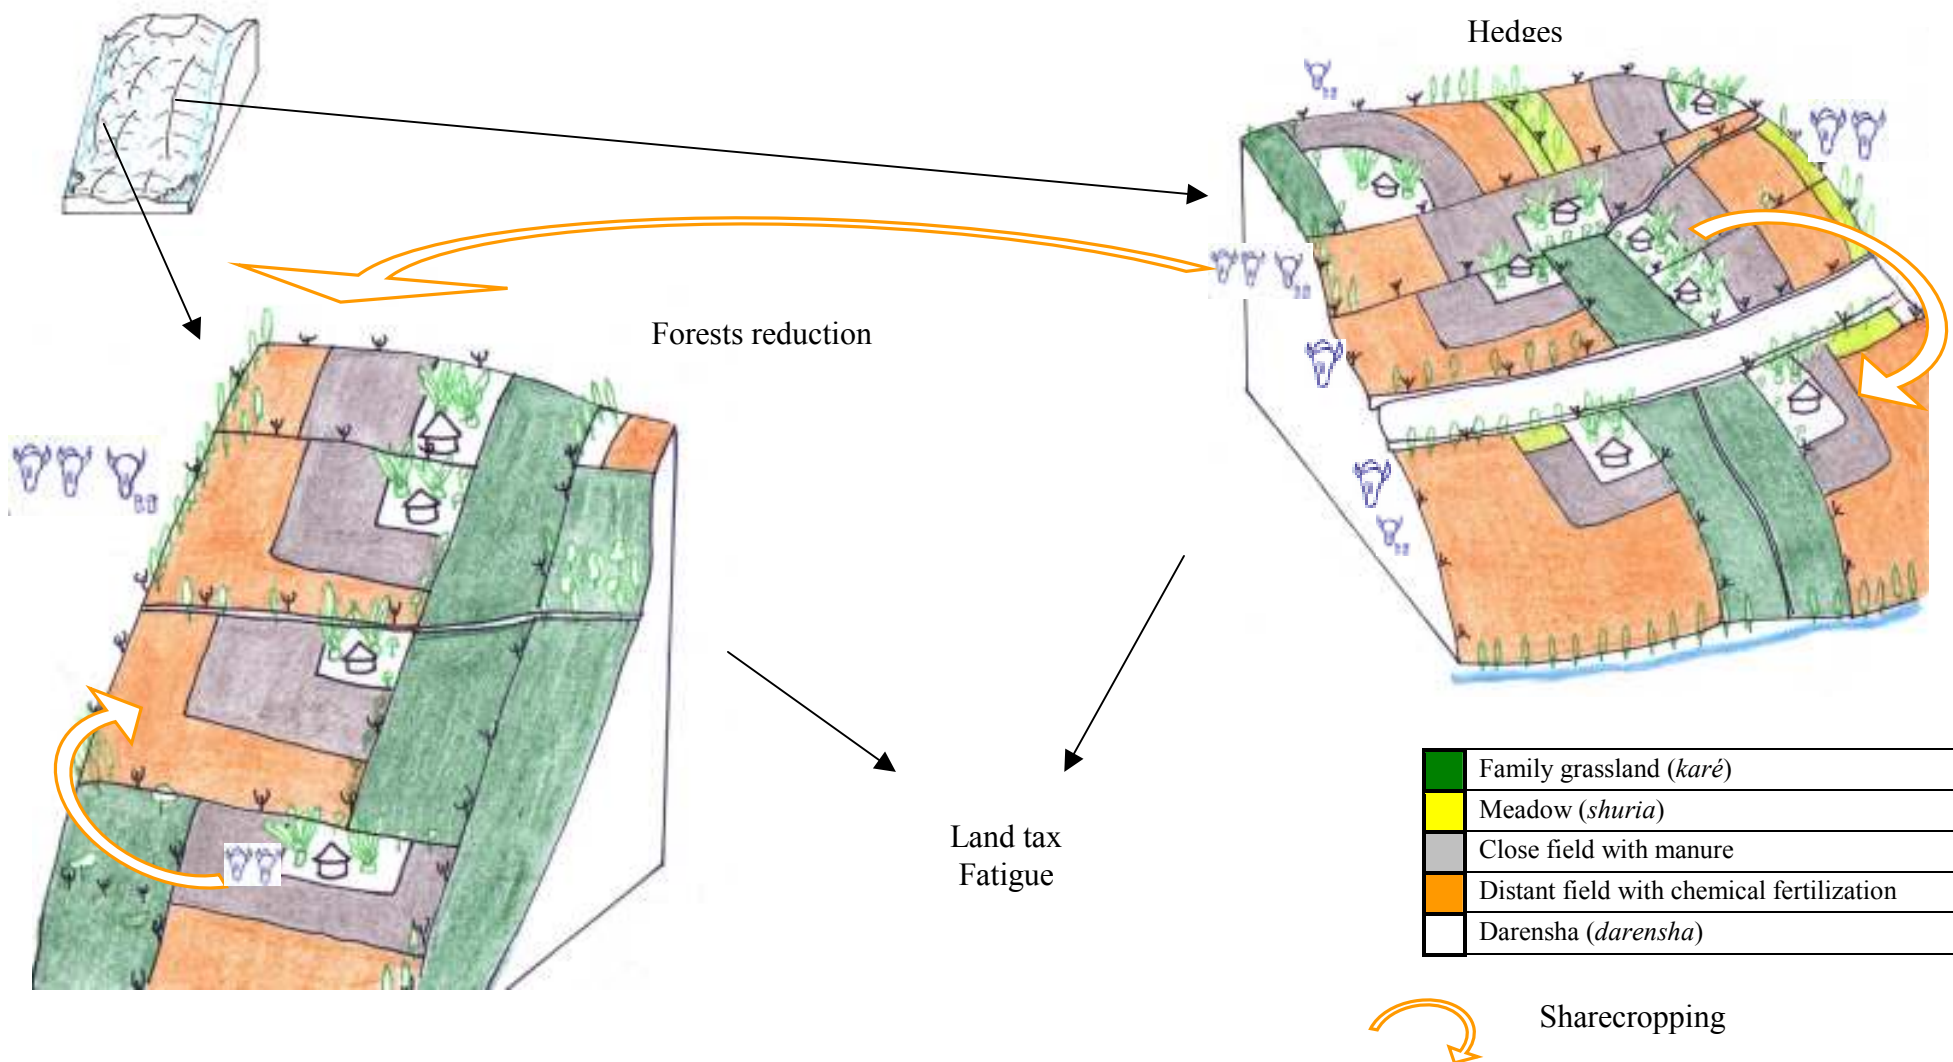 Hedges
Forests reduction
Land tax
Fatigue
Family grassland (karé)
Meadow (shuria)
Close field with manure
Distant field with chemical fertilization
Darensha (darensha)
Sharecropping